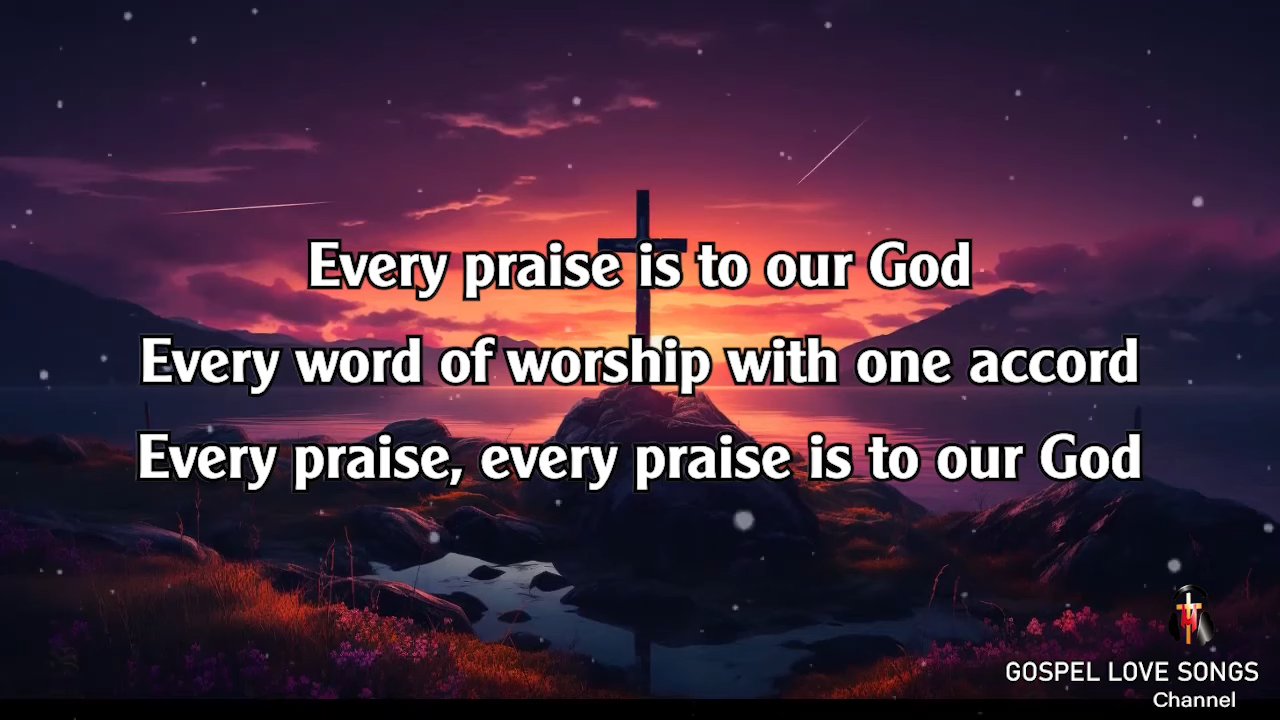 Every praise is to our God
Every word of worship with one accord
Every praise, every praise is to our God
GOSPEL LOVE SONGS
Channel